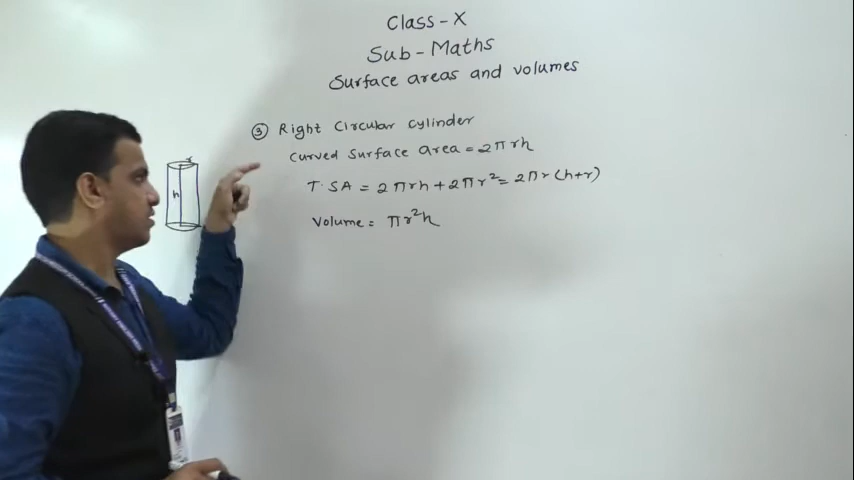 Class-X
Sub-Maths
Surface areas and volumes
③ Right Circular cylinder
Curved Surface area = 2πrh
T.SA = 2πrh + 2πr² = 2πr (h+r)
Volume = πr²h
r
h